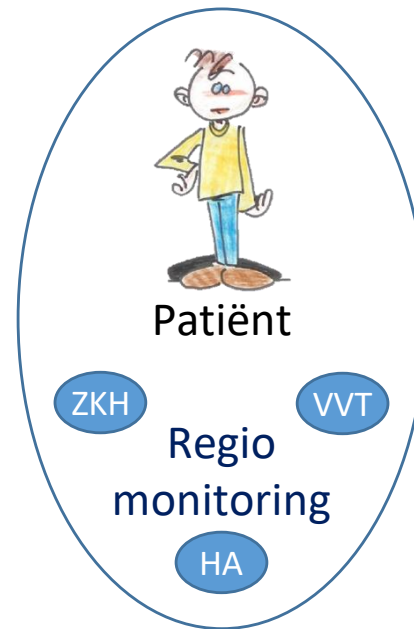 Patiënt
ZKH
VVT
Regio
monitoring
HA